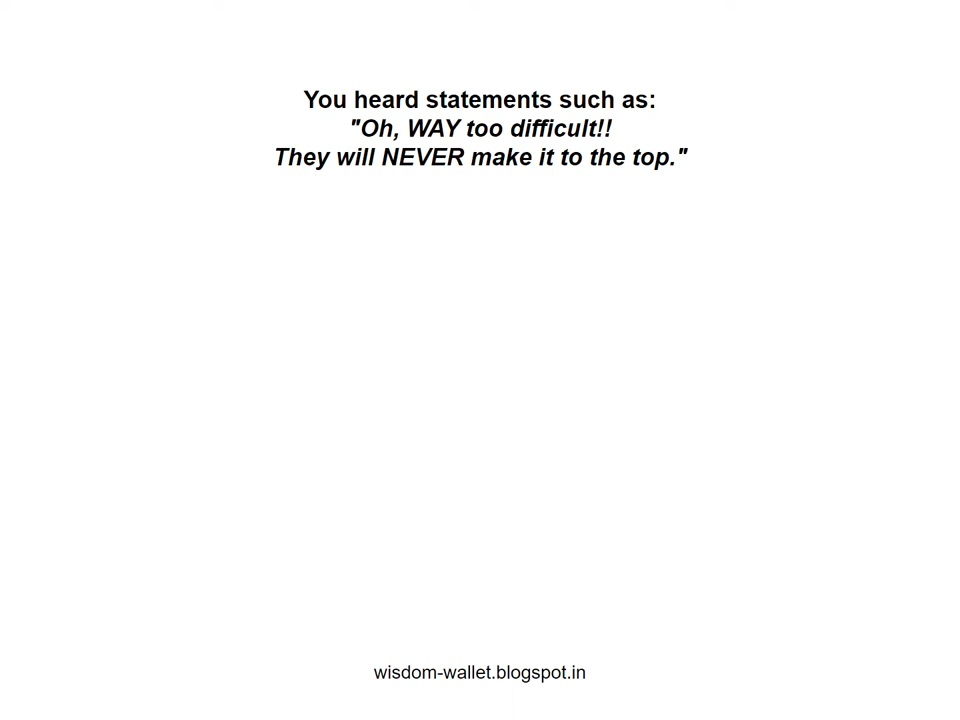 You heard statements such as:
"Oh, WAY too difficult!!
They will NEVER make it to the top."
wisdom-wallet.blogspot.in